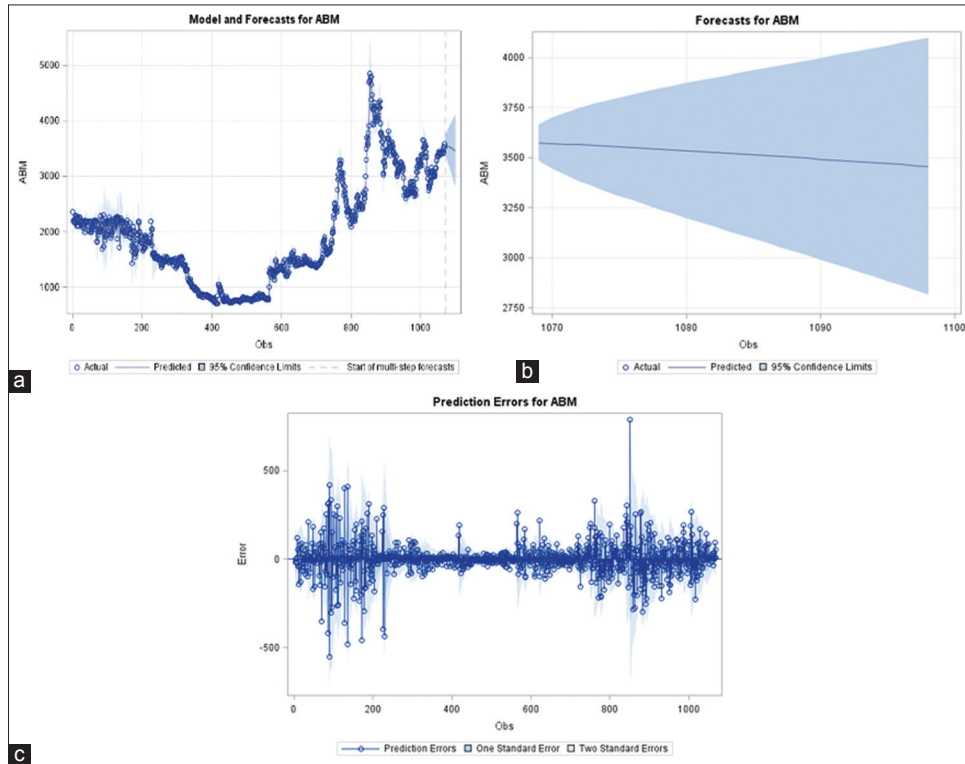 Model and Forecasts for ABM
5000
4000
3000
2000
1000
ABM
0
200
400
600
800
1000
Obs
Actual
Predicted
95% Confidence Limits
Start of multi-step forecasts
a
Forecasts for ABM
4000
3750
3500
3250
3000
2750
ABM
1070
1080
1090
1100
Obs
Actual
Predicted
95% Confidence Limits
b
Prediction Errors for ABM
500
0
-500
Error
0
200
400
600
800
1000
Obs
Prediction Errors
One Standard Error
Two Standard Errors
c